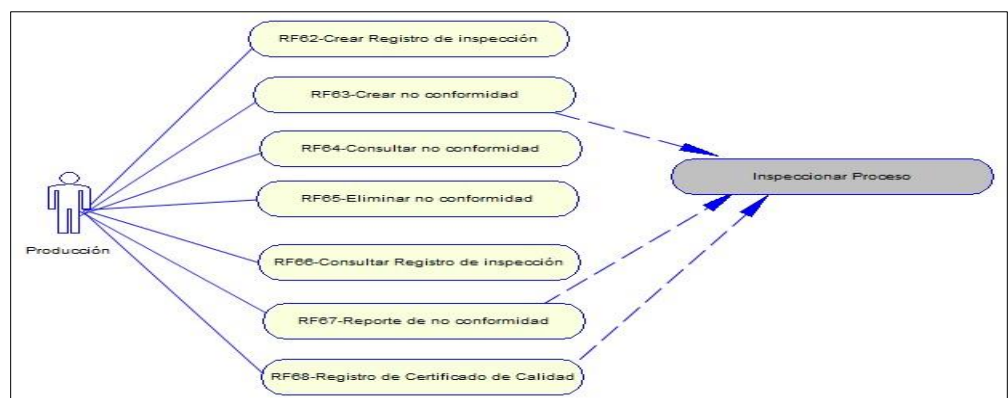 RF62-Crear Registro de inspección
RF63-Crear no conformidad
RF64-Consultar no conformidad
Inspeccionar Proceso
RF65-Eliminar no conformidad
Producción
RF66-Consultar Registro de inspección
RF67-Reporte de no conformidad
RF68-Registro de Certificado de Calidad